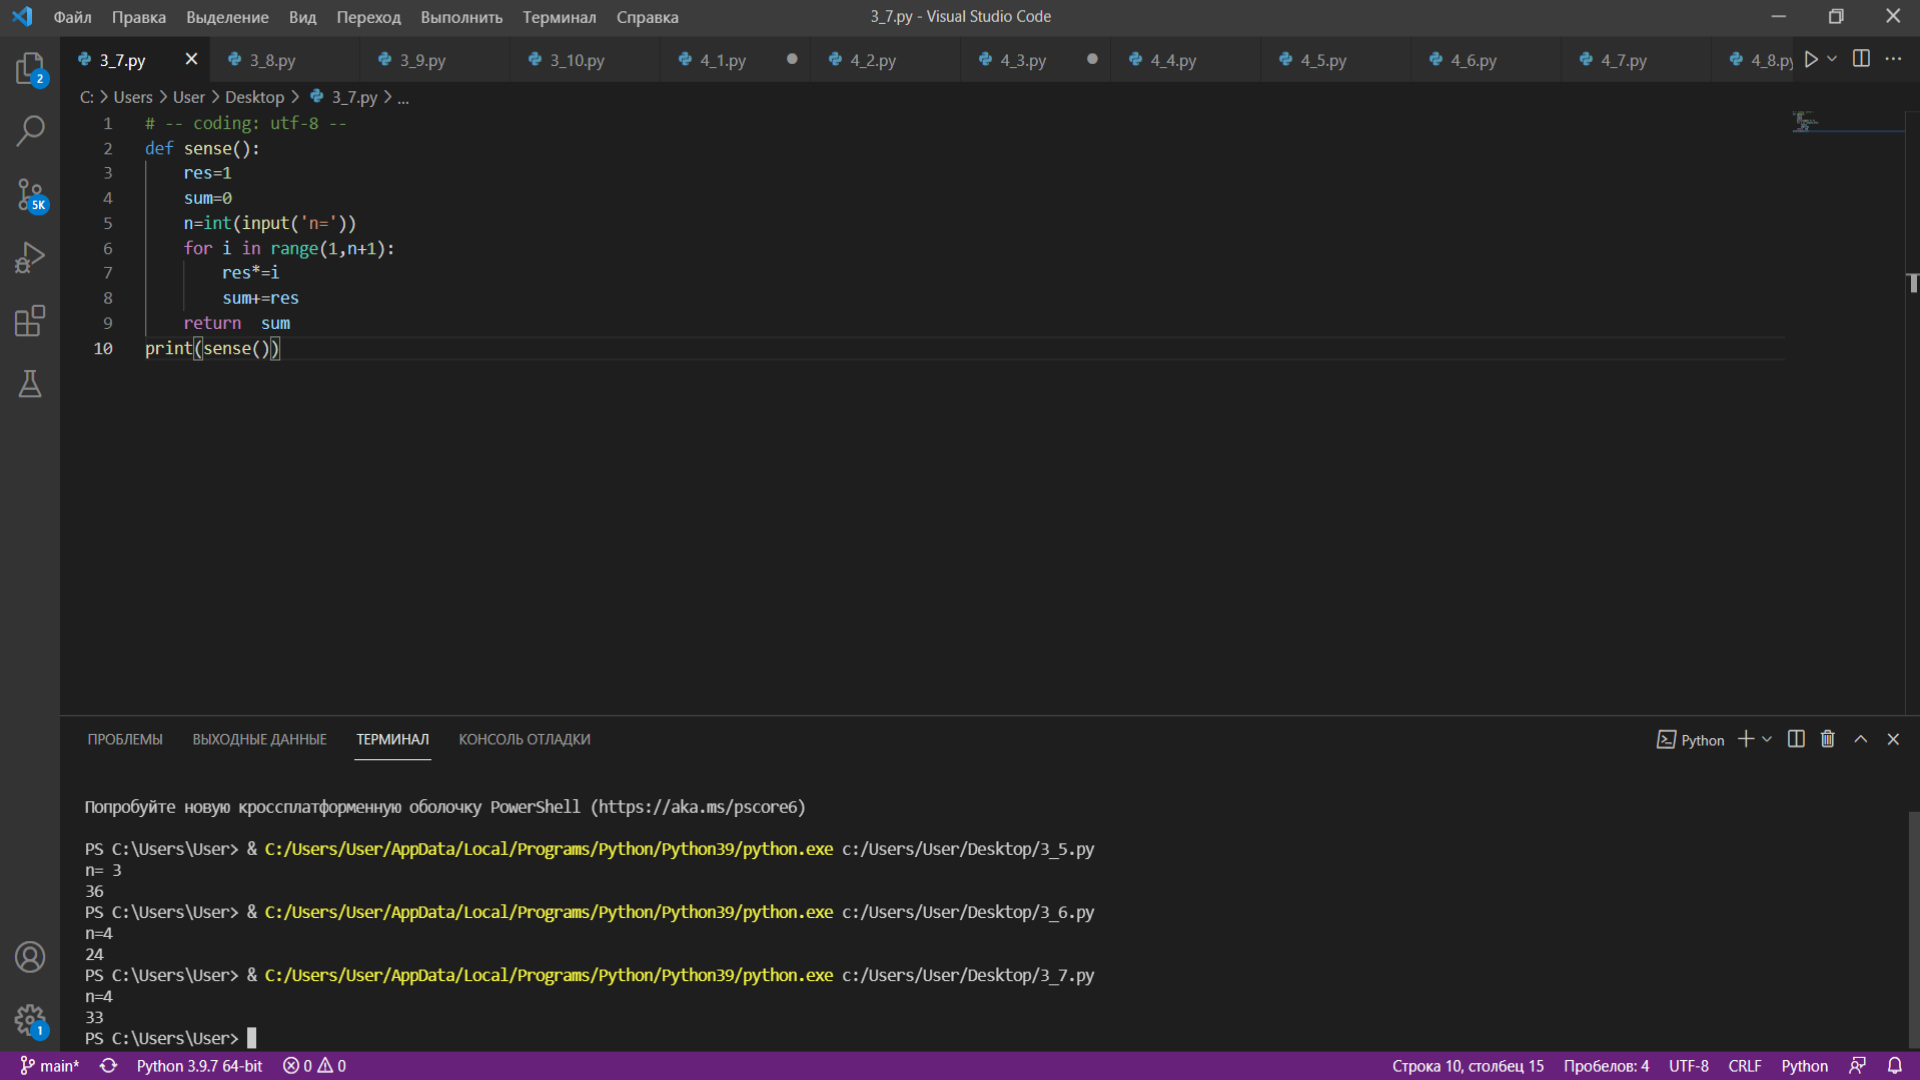 Файл Правка Выделение Вид Переход Выполнить Терминал Справка 3_7.py - Visual Studio Code
3_7.py 3_8.py 3_9.py 3_10.py 4_1.py 4_2.py 4_3.py 4_4.py 4_5.py 4_6.py 4_7.py 4_8.py
C: > Users > User > Desktop > 3_7.py > ...
1 # -- coding: utf-8 --
2 def sense():
3 res=1
4 sum=0
5 n=int(input('n='))
6 for i in range(1,n+1):
7 res*=i
8 sum+=res
9 return  sum
10 print(sense())
2
5K
ПРОБЛЕМЫ ВЫХОДНЫЕ ДАННЫЕ ТЕРМИНАЛ КОНСОЛЬ ОТЛАДКИ Python
Попробуйте новую кроссплатформенную оболочку PowerShell (https://aka.ms/pscore6)
PS C:\Users\User> & C:/Users/User/AppData/Local/Programs/Python/Python39/python.exe c:/Users/User/Desktop/3_5.py
n= 3
36
PS C:\Users\User> & C:/Users/User/AppData/Local/Programs/Python/Python39/python.exe c:/Users/User/Desktop/3_6.py
n=4
24
PS C:\Users\User> & C:/Users/User/AppData/Local/Programs/Python/Python39/python.exe c:/Users/User/Desktop/3_7.py
n=4
33
PS C:\Users\User>
1
main* Python 3.9.7 64-bit 0 0 Строка 10, столбец 15 Пробелов: 4 UTF-8 CRLF Python